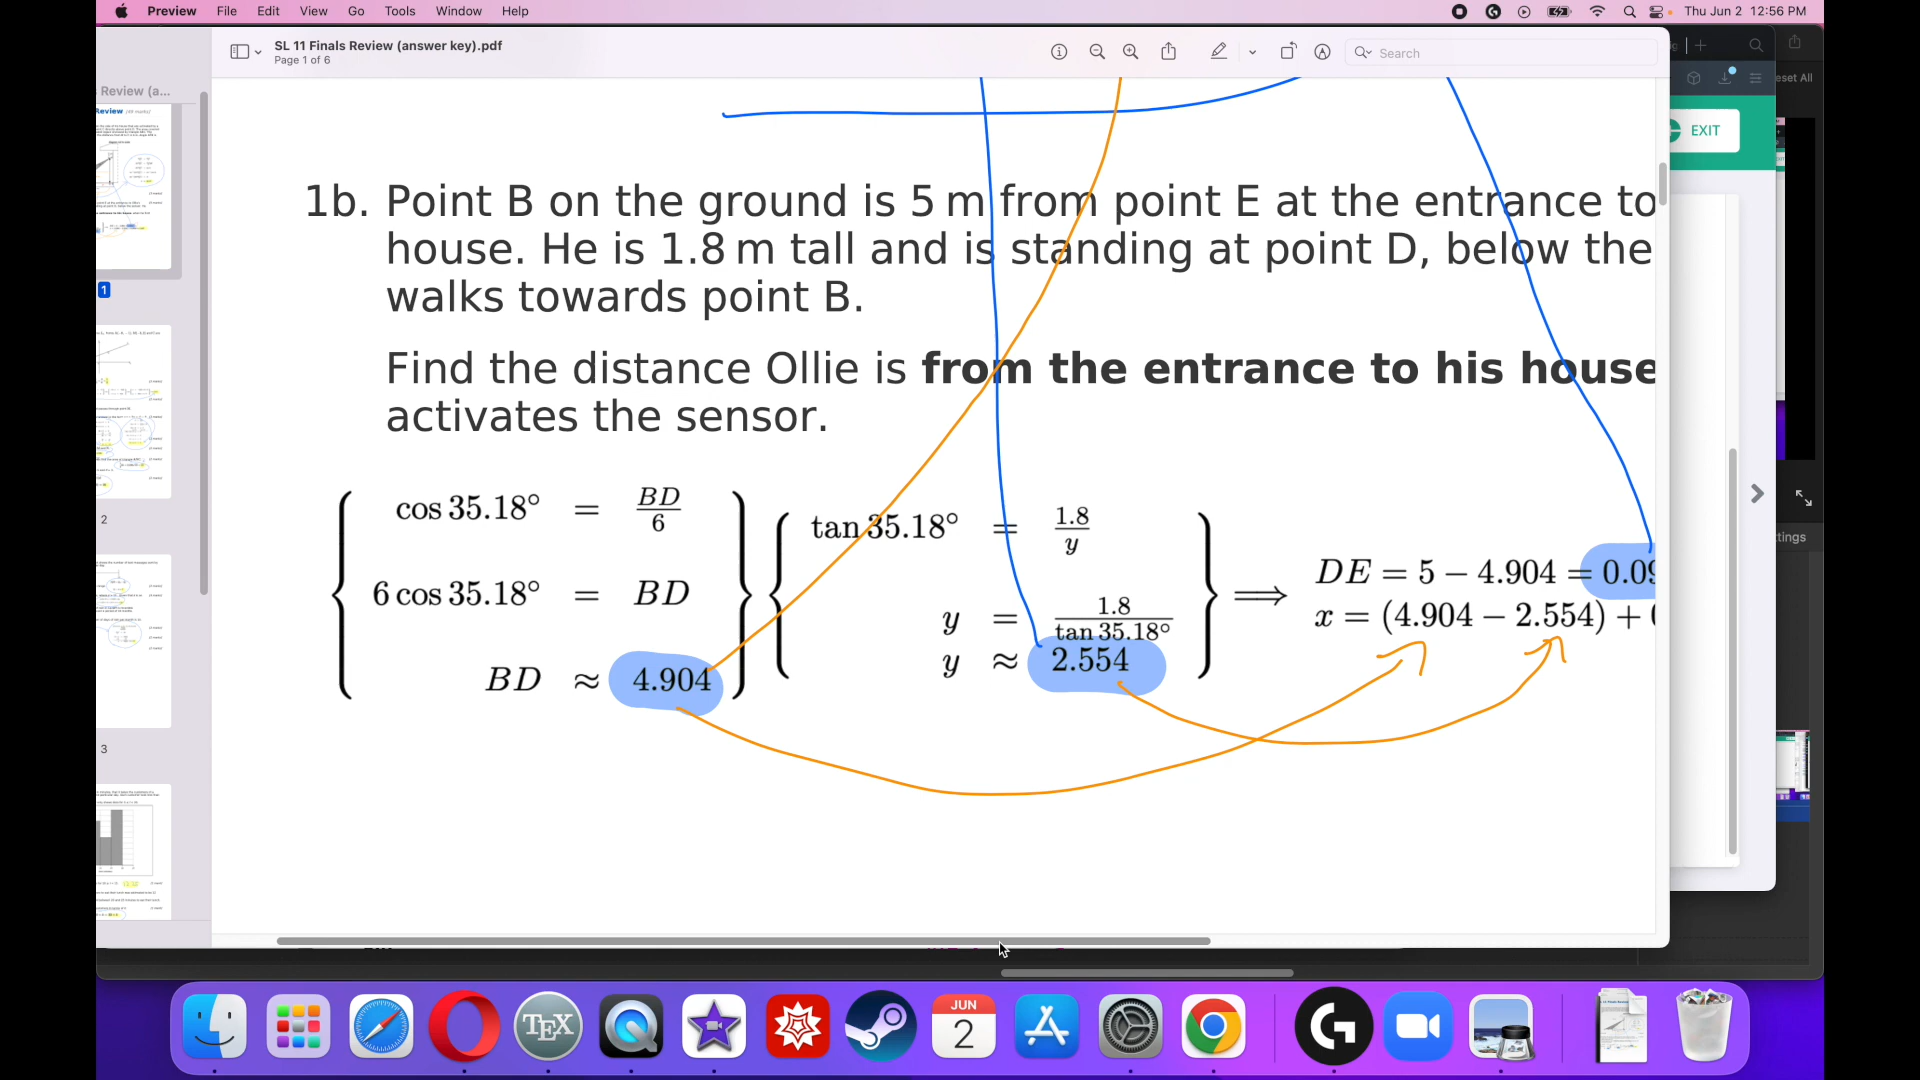 Preview File Edit View Go Tools Window Help
Thu Jun 2 12:56 PM
SL 11 Finals Review (answer key).pdf
Page 1 of 6
Search
Review (a...
eset All
EXIT
1b. Point B on the ground is 5 m from point E at the entrance to
house. He is 1.8 m tall and is standing at point D, below the
walks towards point B.
Find the distance Ollie is from the entrance to his house
activates the sensor.
cos 35.18° = BD/6
6 cos 35.18° = BD
BD ≈ 4.904
tan 35.18° = 1.8/y
y = 1.8/tan 35.18°
y ≈ 2.554
⟹
DE = 5 − 4.904 = 0.09
x = (4.904 − 2.554) +
1
2
3
tings
TEX
JUN
2